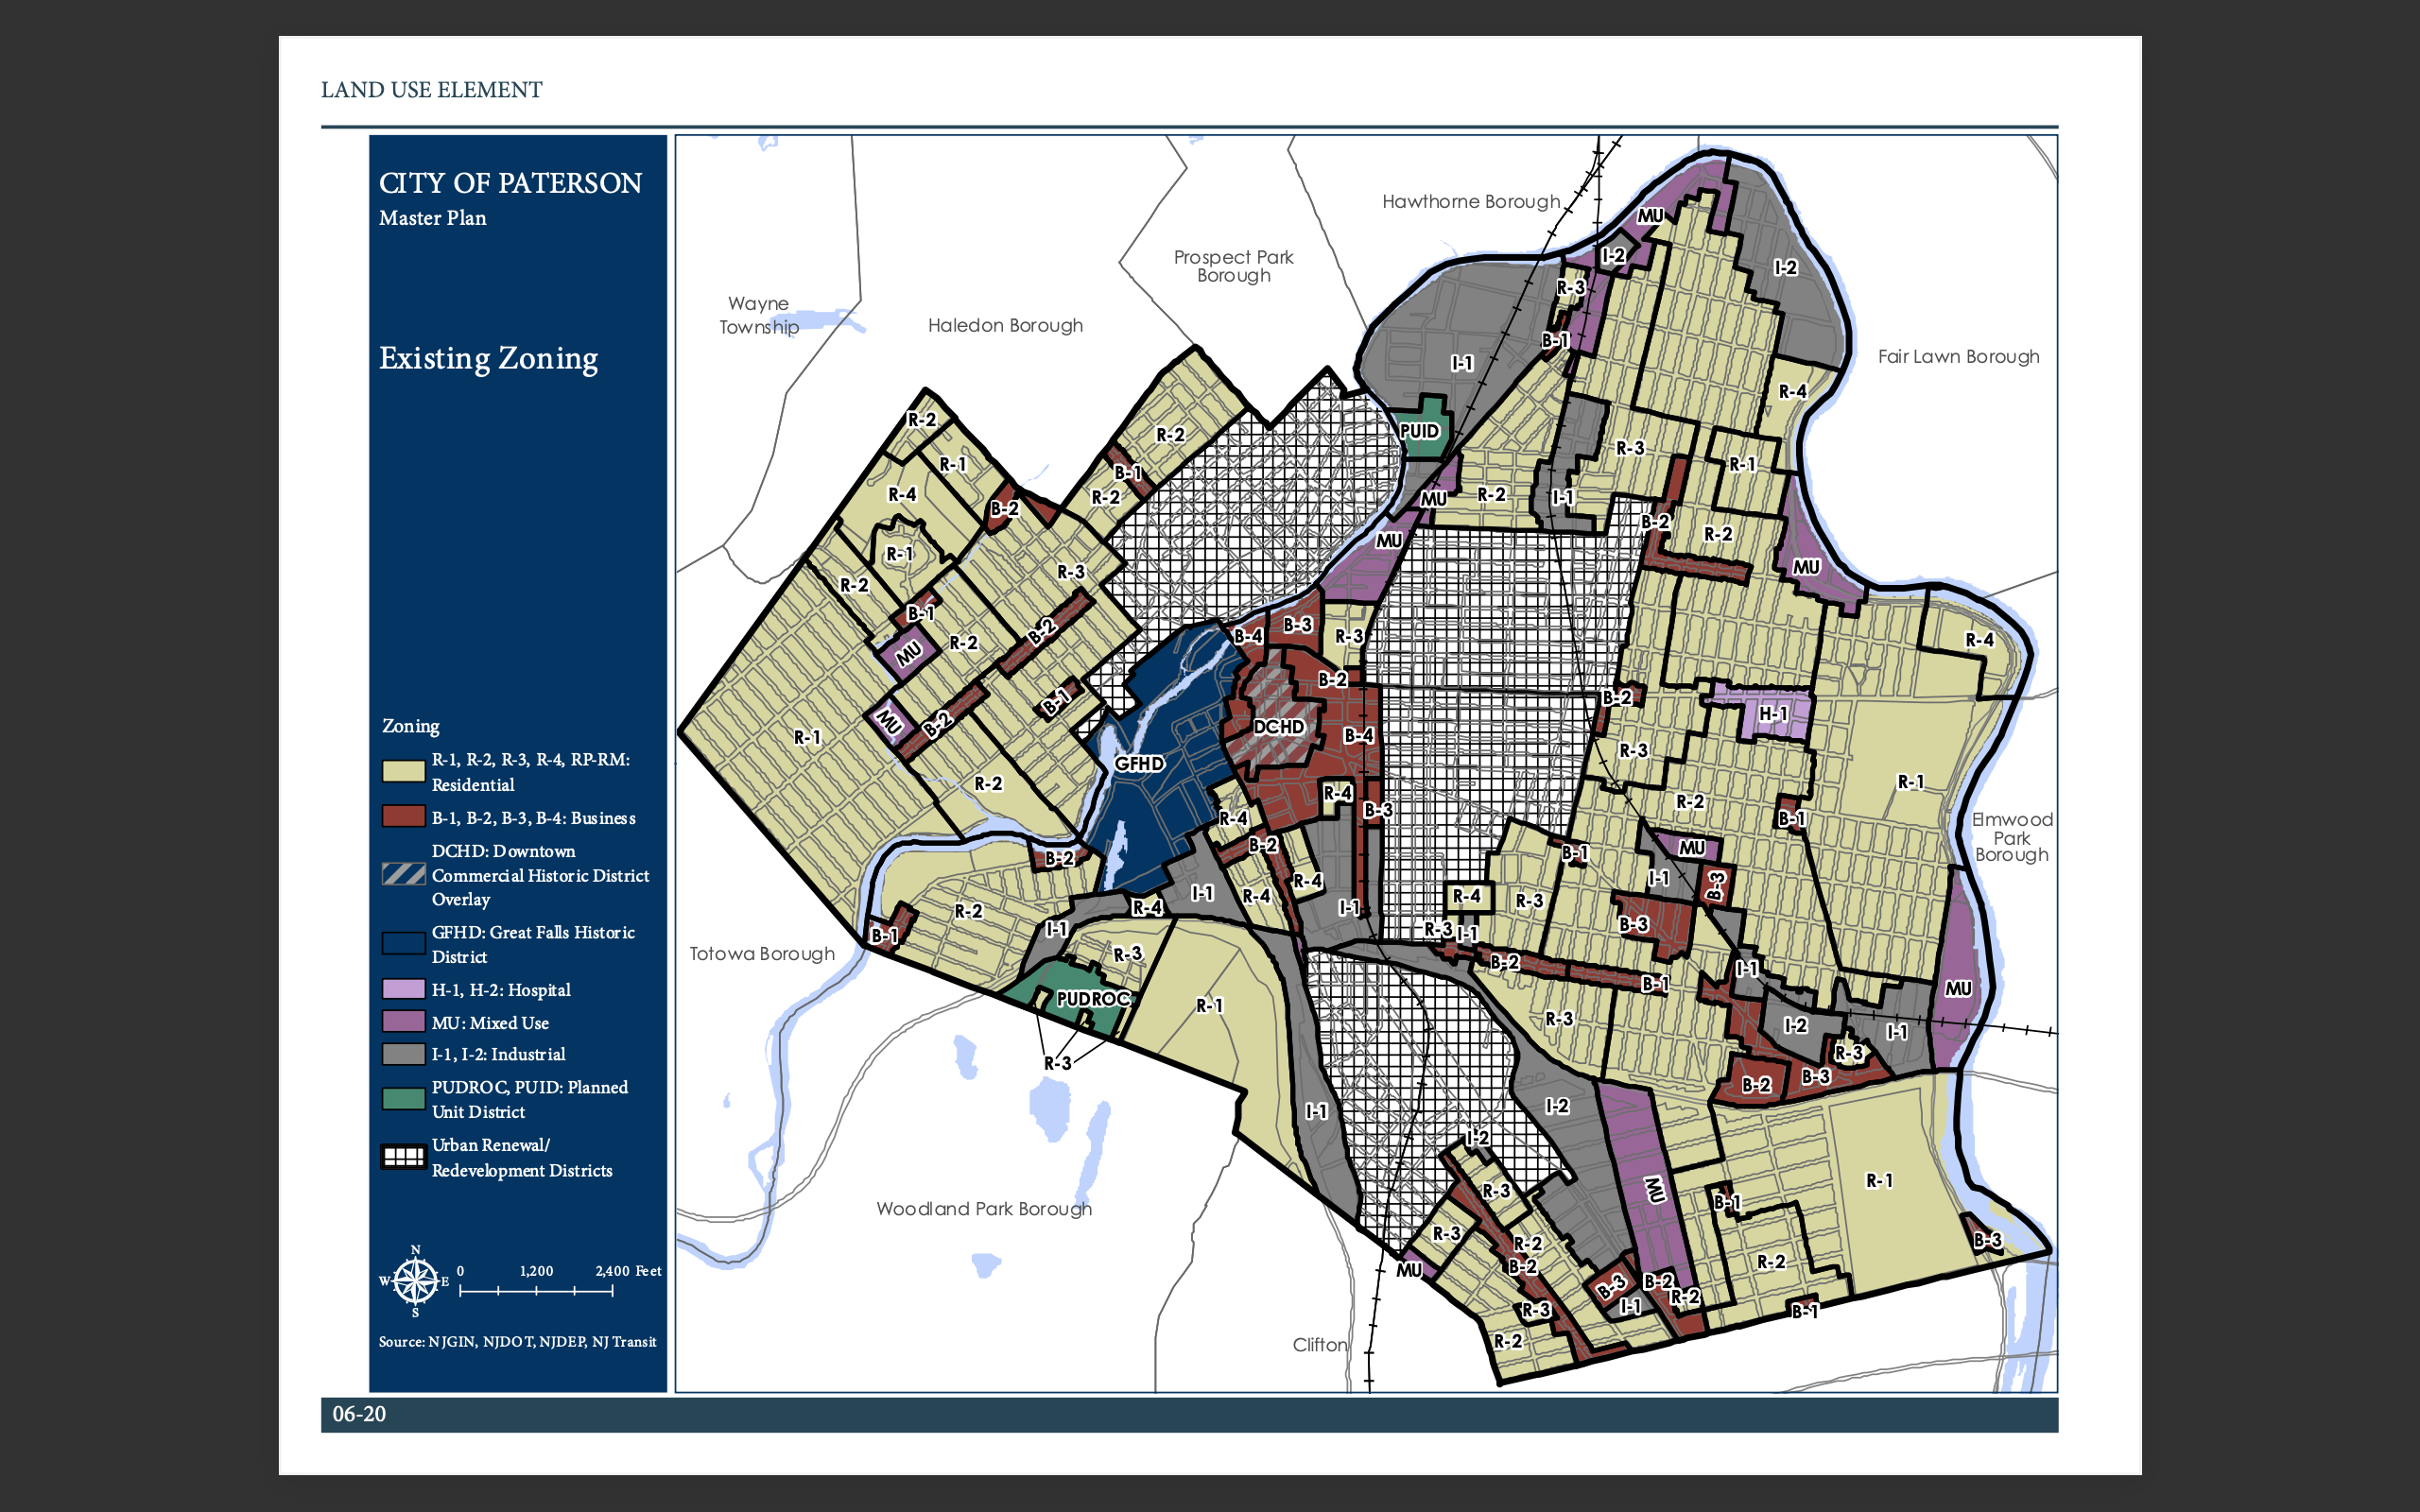 LAND USE ELEMENT
CITY OF PATERSON
Master Plan
Existing Zoning
Zoning
R-1, R-2, R-3, R-4, RP-RM:
Residential
B-1, B-2, B-3, B-4: Business
DCHD: Downtown
Commercial Historic District
Overlay
GFHD: Great Falls Historic
District
H-1, H-2: Hospital
MU: Mixed Use
I-1, I-2: Industrial
PUDROC, PUID: Planned
Unit District
Urban Renewal/
Redevelopment Districts
N
W
E
S
0
1,200
2,400 Feet
Source: NJGIN, NJDOT, NJDEP, NJ Transit
Hawthorne Borough
MU
Prospect Park
Borough
I-2
I-2
R-3
Wayne
Township
Haledon Borough
B-1
Fair Lawn Borough
I-1
R-4
R-2
PUID
R-2
R-3
R-1
R-1
B-1
R-4
R-2
MU
R-2
I-1
B-2
B-2
R-2
MU
R-1
R-3
MU
R-2
B-1
B-2
B-3
B-4
R-3
R-4
R-2
MU
B-2
B-1
B-2
MU
B-2
H-1
R-1
DCHD
B-4
R-3
GFHD
R-2
R-1
R-4
B-3
R-2
R-4
B-1
Elmwood
Park
Borough
B-2
B-2
B-1
MU
R-4
I-1
B-3
I-1
R-4
R-4
R-3
R-2
R-4
I-1
B-3
B-1
I-1
R-3
I-1
Totowa Borough
R-3
B-2
I-1
B-1
MU
PUDROC
R-1
R-3
I-2
I-1
R-3
R-3
B-3
B-2
I-1
I-2
I-2
R-1
R-3
MU
B-1
Woodland Park Borough
R-3
R-2
B-3
R-2
B-2
MU
B-3
B-2
R-2
I-1
R-3
B-1
R-2
Clifton
06-20